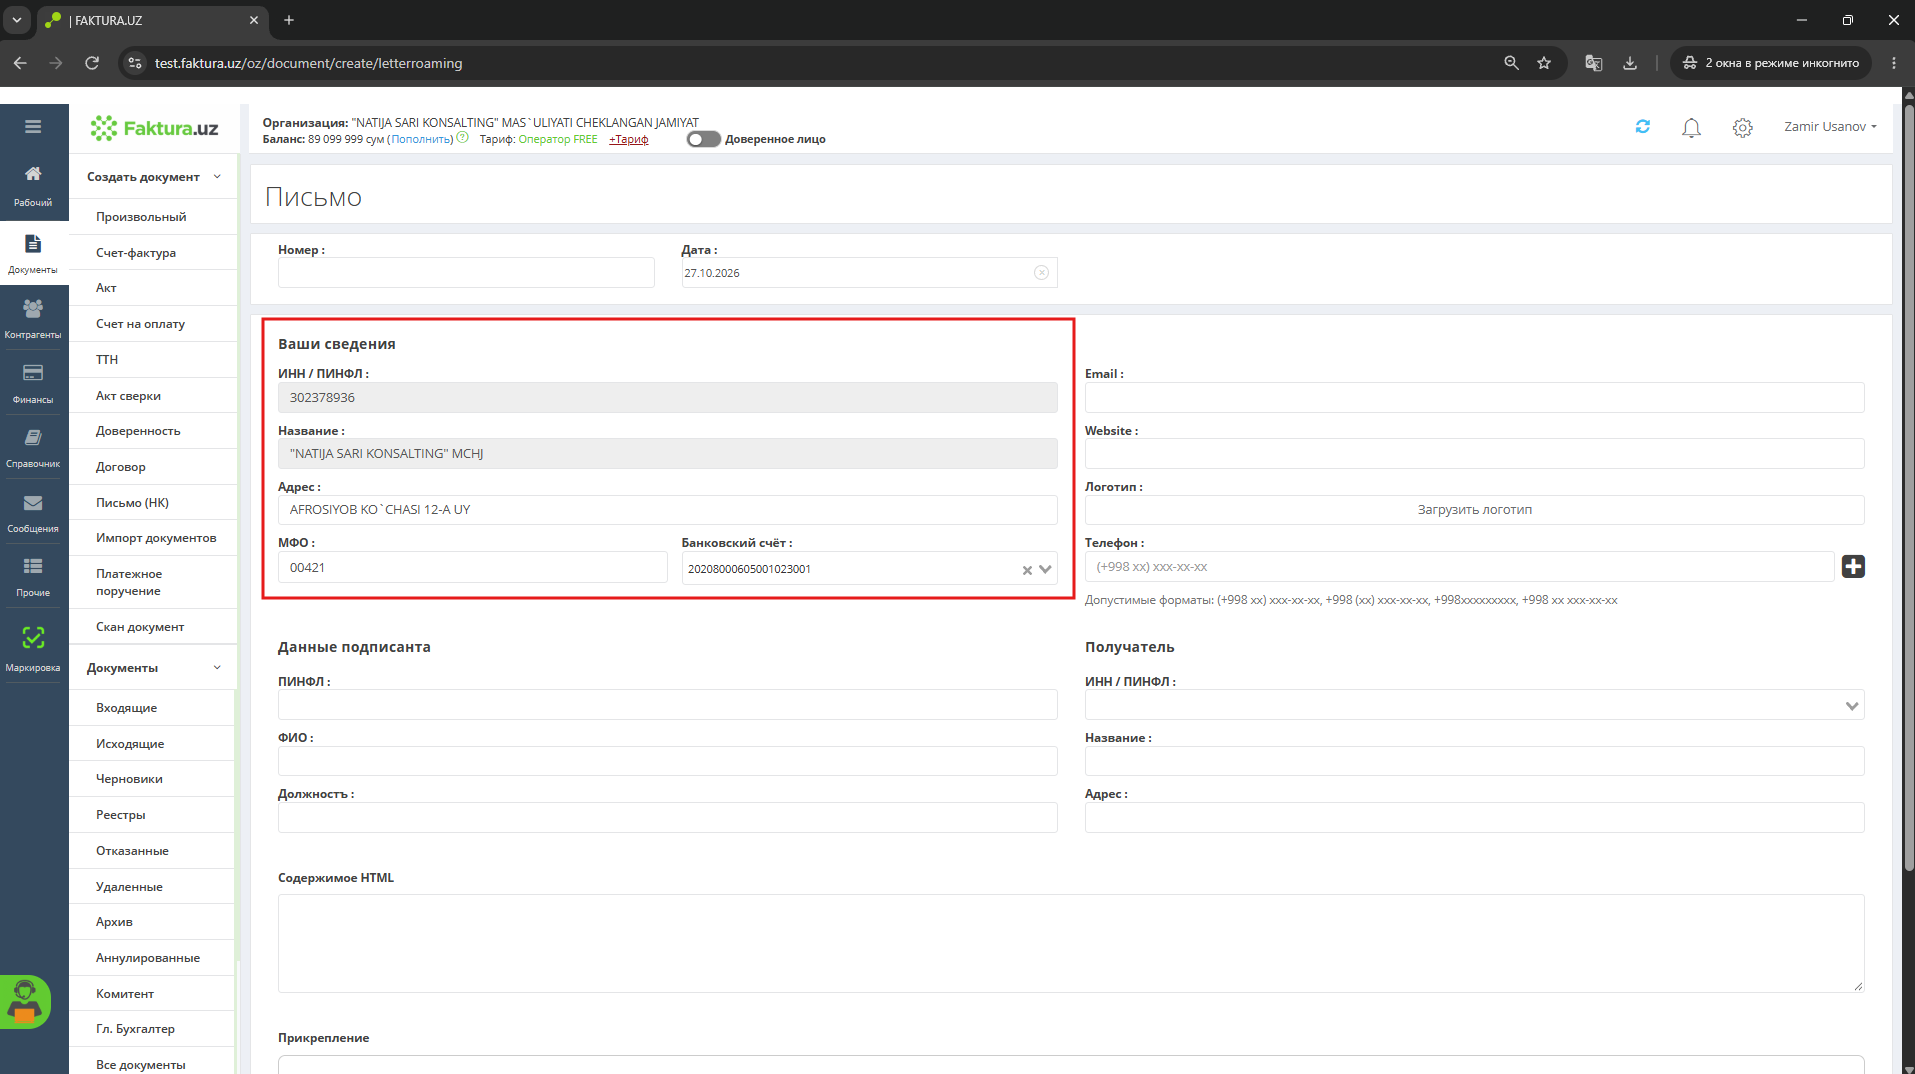 | FAKTURA.UZ
test.faktura.uz/oz/document/create/letterroaming
2 окна в режиме инкогнито
Рабочий
Документы
Контрагенты
Финансы
Справочник
Сообщения
Прочие
Маркировка
Faktura.uz
Создать документ
Произвольный
Счет-фактура
Акт
Счет на оплату
ТТН
Акт сверки
Доверенность
Договор
Письмо (НК)
Импорт документов
Платежное
поручение
Скан документ
Документы
Входящие
Исходящие
Черновики
Реестры
Отказанные
Удаленные
Архив
Аннулированные
Комитент
Гл. Бухгалтер
Все документы
Организация: "NATIJA SARI KONSALTING" MAS`ULIYATI CHEKLANGAN JAMIYAT
Баланс: 89 099 999 сум (Пополнить) ? Тариф: Оператор FREE +Тариф Доверенное лицо
Zamir Usanov
Письмо
Номер : Дата :
27.10.2026
Ваши сведения
ИНН / ПИНФЛ :
302378936
Название :
"NATIJA SARI KONSALTING" MCHJ
Адрес :
AFROSIYOB KO`CHASI 12-A UY
МФО : Банковский счёт :
00421 20208000605001023001
Email :
Website :
Логотип :
Загрузить логотип
Телефон :
(+998 xx) xxx-xx-xx
Допустимые форматы: (+998 xx) xxx-xx-xx, +998 (xx) xxx-xx-xx, +998xxxxxxxxx, +998 xx xxx-xx-xx
Данные подписанта
ПИНФЛ :
ФИО :
Должностъ :
Получатель
ИНН / ПИНФЛ :
Название :
Адрес :
Содержимое HTML
Прикрепление